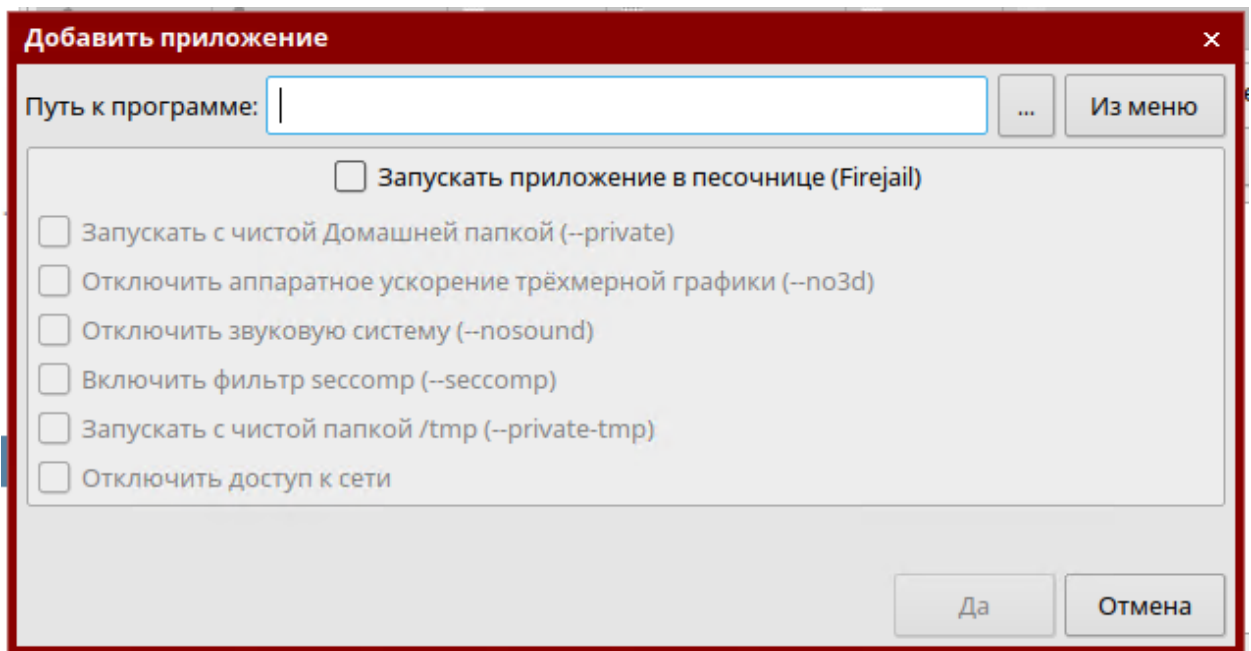 Добавить приложение ×
Путь к программе: ... Из меню
Запускать приложение в песочнице (Firejail)
Запускать с чистой Домашней папкой (--private)
Отключить аппаратное ускорение трёхмерной графики (--no3d)
Отключить звуковую систему (--nosound)
Включить фильтр seccomp (--seccomp)
Запускать с чистой папкой /tmp (--private-tmp)
Отключить доступ к сети
Да Отмена